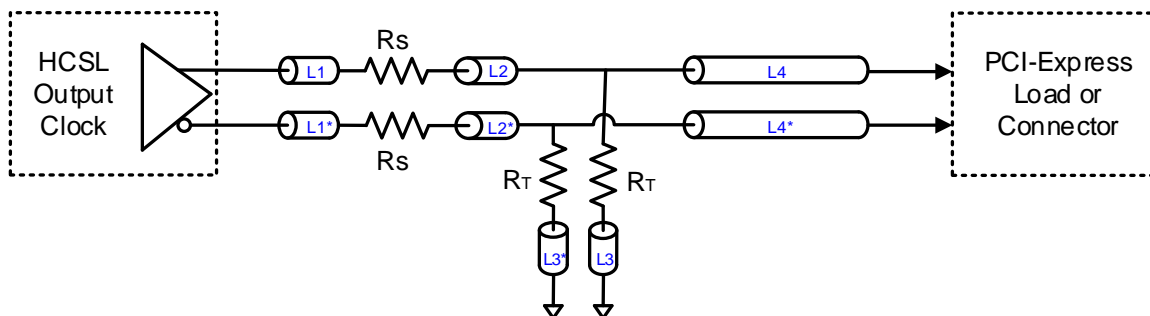 HCSL
Output
Clock
L1
Rs
L2
L4
L1*
Rs
L2*
L4*
RT
RT
L3*
L3
PCI-Express
Load or
Connector